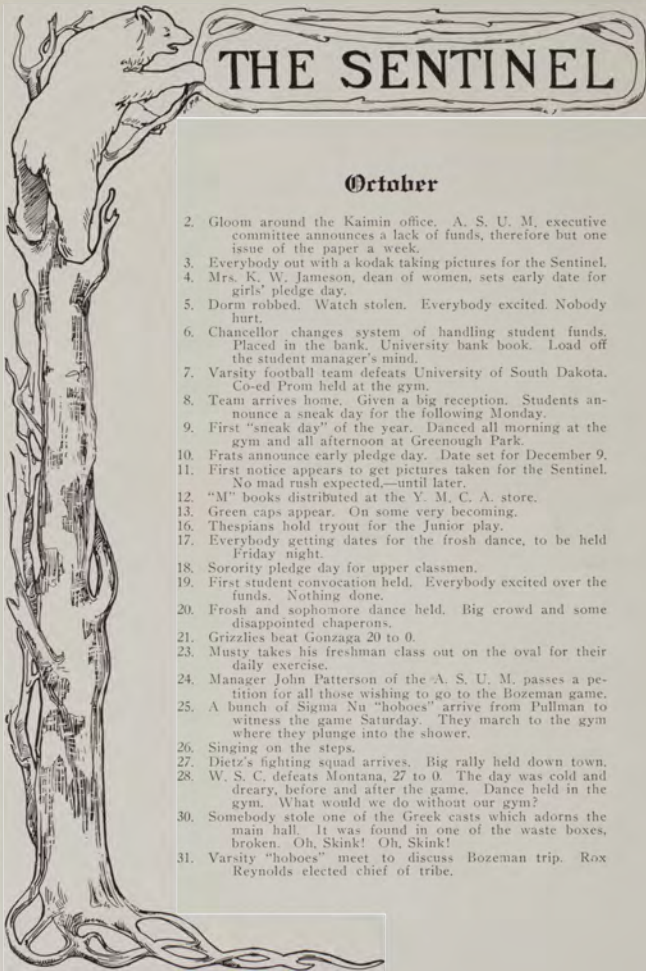 THE SENTINEL
October
2. Gloom around the Kaimin office. A. S. U. M. executive
committee announces a lack of funds, therefore but one
issue of the paper a week.
3. Everybody out with a kodak taking pictures for the Sentinel.
4. Mrs. K. W. Jameson, dean of women, sets early date for
girls' pledge day.
5. Dorm robbed. Watch stolen. Everybody excited. Nobody
hurt.
6. Chancellor changes system of handling student funds.
Placed in the bank. University bank book. Load off
the student manager's mind.
7. Varsity football team defeats University of South Dakota.
Co-ed Prom held at the gym.
8. Team arrives home. Given a big reception. Students an-
nounce a sneak day for the following Monday.
9. First "sneak day" of the year. Danced all morning at the
gym and all afternoon at Greenough Park.
10. Frats announce early pledge day. Date set for December 9.
11. First notice appears to get pictures taken for the Sentinel.
No mad rush expected,—until later.
12. "M" books distributed at the Y. M. C. A. store.
13. Green caps appear. On some very becoming.
16. Thespians hold tryout for the Junior play.
17. Everybody getting dates for the frosh dance, to be held
Friday night.
18. Sorority pledge day for upper classmen.
19. First student convocation held. Everybody excited over the
funds. Nothing done.
20. Frosh and sophomore dance held. Big crowd and some
disappointed chaperons.
21. Grizzlies beat Gonzaga 20 to 0.
23. Musty takes his freshman class out on the oval for their
daily exercise.
24. Manager John Patterson of the A. S. U. M. passes a pe-
tition for all those wishing to go to the Bozeman game.
25. A bunch of Sigma Nu "hoboes" arrive from Pullman to
witness the game Saturday. They march to the gym
where they plunge into the shower.
26. Singing on the steps.
27. Dietz's fighting squad arrives. Big rally held down town.
28. W. S. C. defeats Montana, 27 to 0. The day was cold and
dreary, before and after the game. Dance held in the
gym. What would we do without our gym?
30. Somebody stole one of the Greek casts which adorns the
main hall. It was found in one of the waste boxes,
broken. Oh, Skink! Oh, Skink!
31. Varsity "hoboes" meet to discuss Bozeman trip. Rox
Reynolds elected chief of tribe.